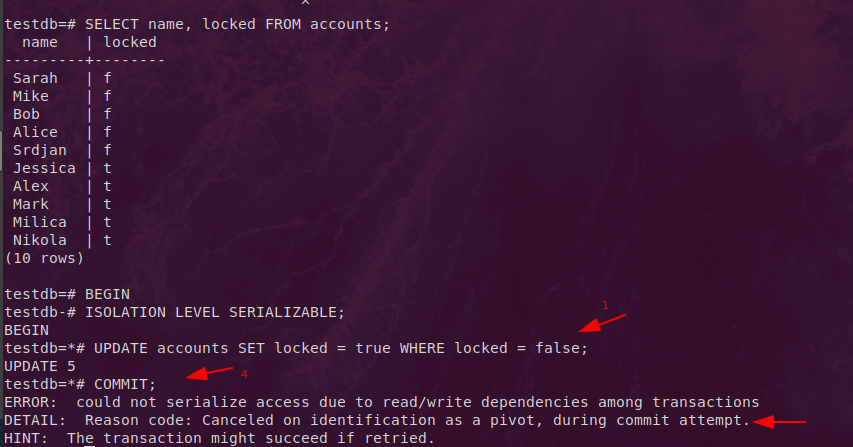 ^
testdb=# SELECT name, locked FROM accounts;
  name   | locked
---------+--------
 Sarah   | f
 Mike    | f
 Bob     | f
 Alice   | f
 Srdjan  | f
 Jessica | t
 Alex    | t
 Mark    | t
 Milica  | t
 Nikola  | t
(10 rows)

testdb=# BEGIN
testdb-# ISOLATION LEVEL SERIALIZABLE;
1
BEGIN
testdb=*# UPDATE accounts SET locked = true WHERE locked = false;
UPDATE 5
testdb=*# COMMIT;
4
ERROR:  could not serialize access due to read/write dependencies among transactions
DETAIL:  Reason code: Canceled on identification as a pivot, during commit attempt.
HINT:  The transaction might succeed if retried.